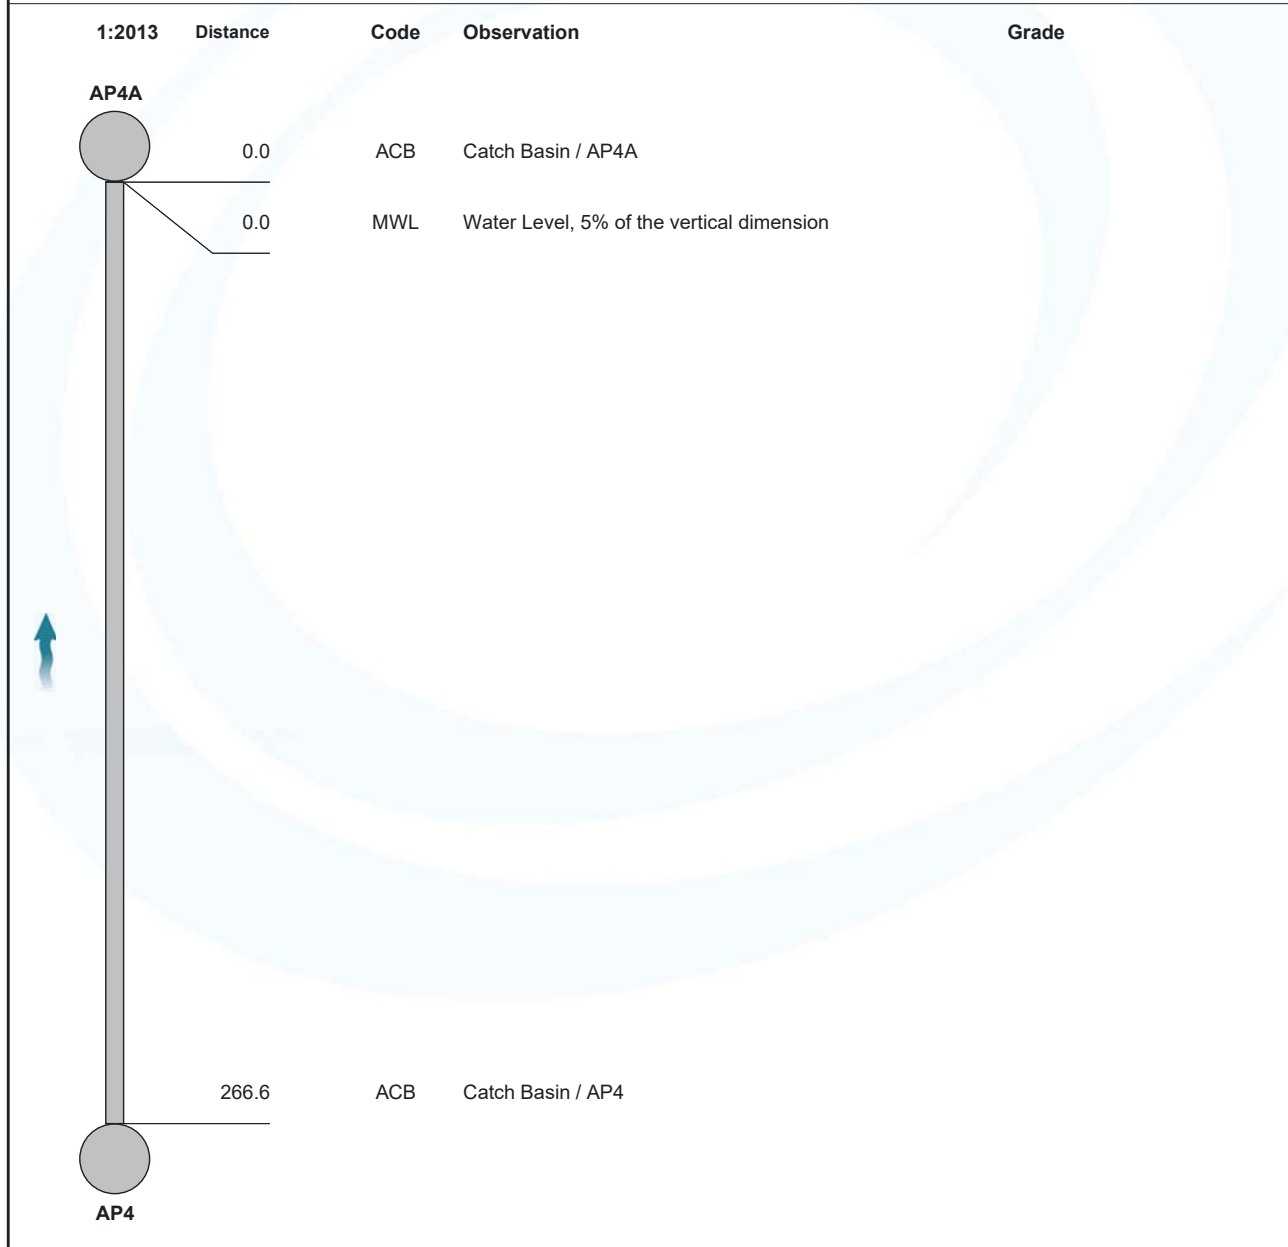 1:2013 Distance Code Observation Grade
AP4A
0.0 ACB Catch Basin / AP4A
0.0 MWL Water Level, 5% of the vertical dimension
266.6 ACB Catch Basin / AP4
AP4